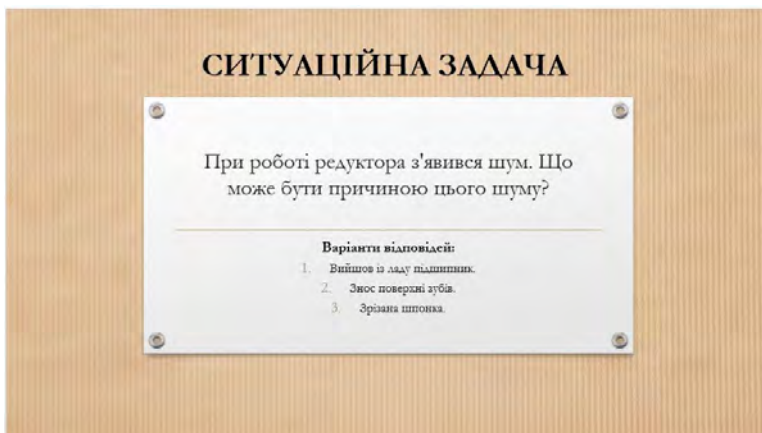 СИТУАЦІЙНА ЗАДАЧА
При роботі редуктора з'явився шум. Що
може бути причиною цього шуму?
Варіанти відповідей:
1. Вийшов із ладу підшипник.
2. Знос поверхні зубів.
3. Зрізана шпонка.